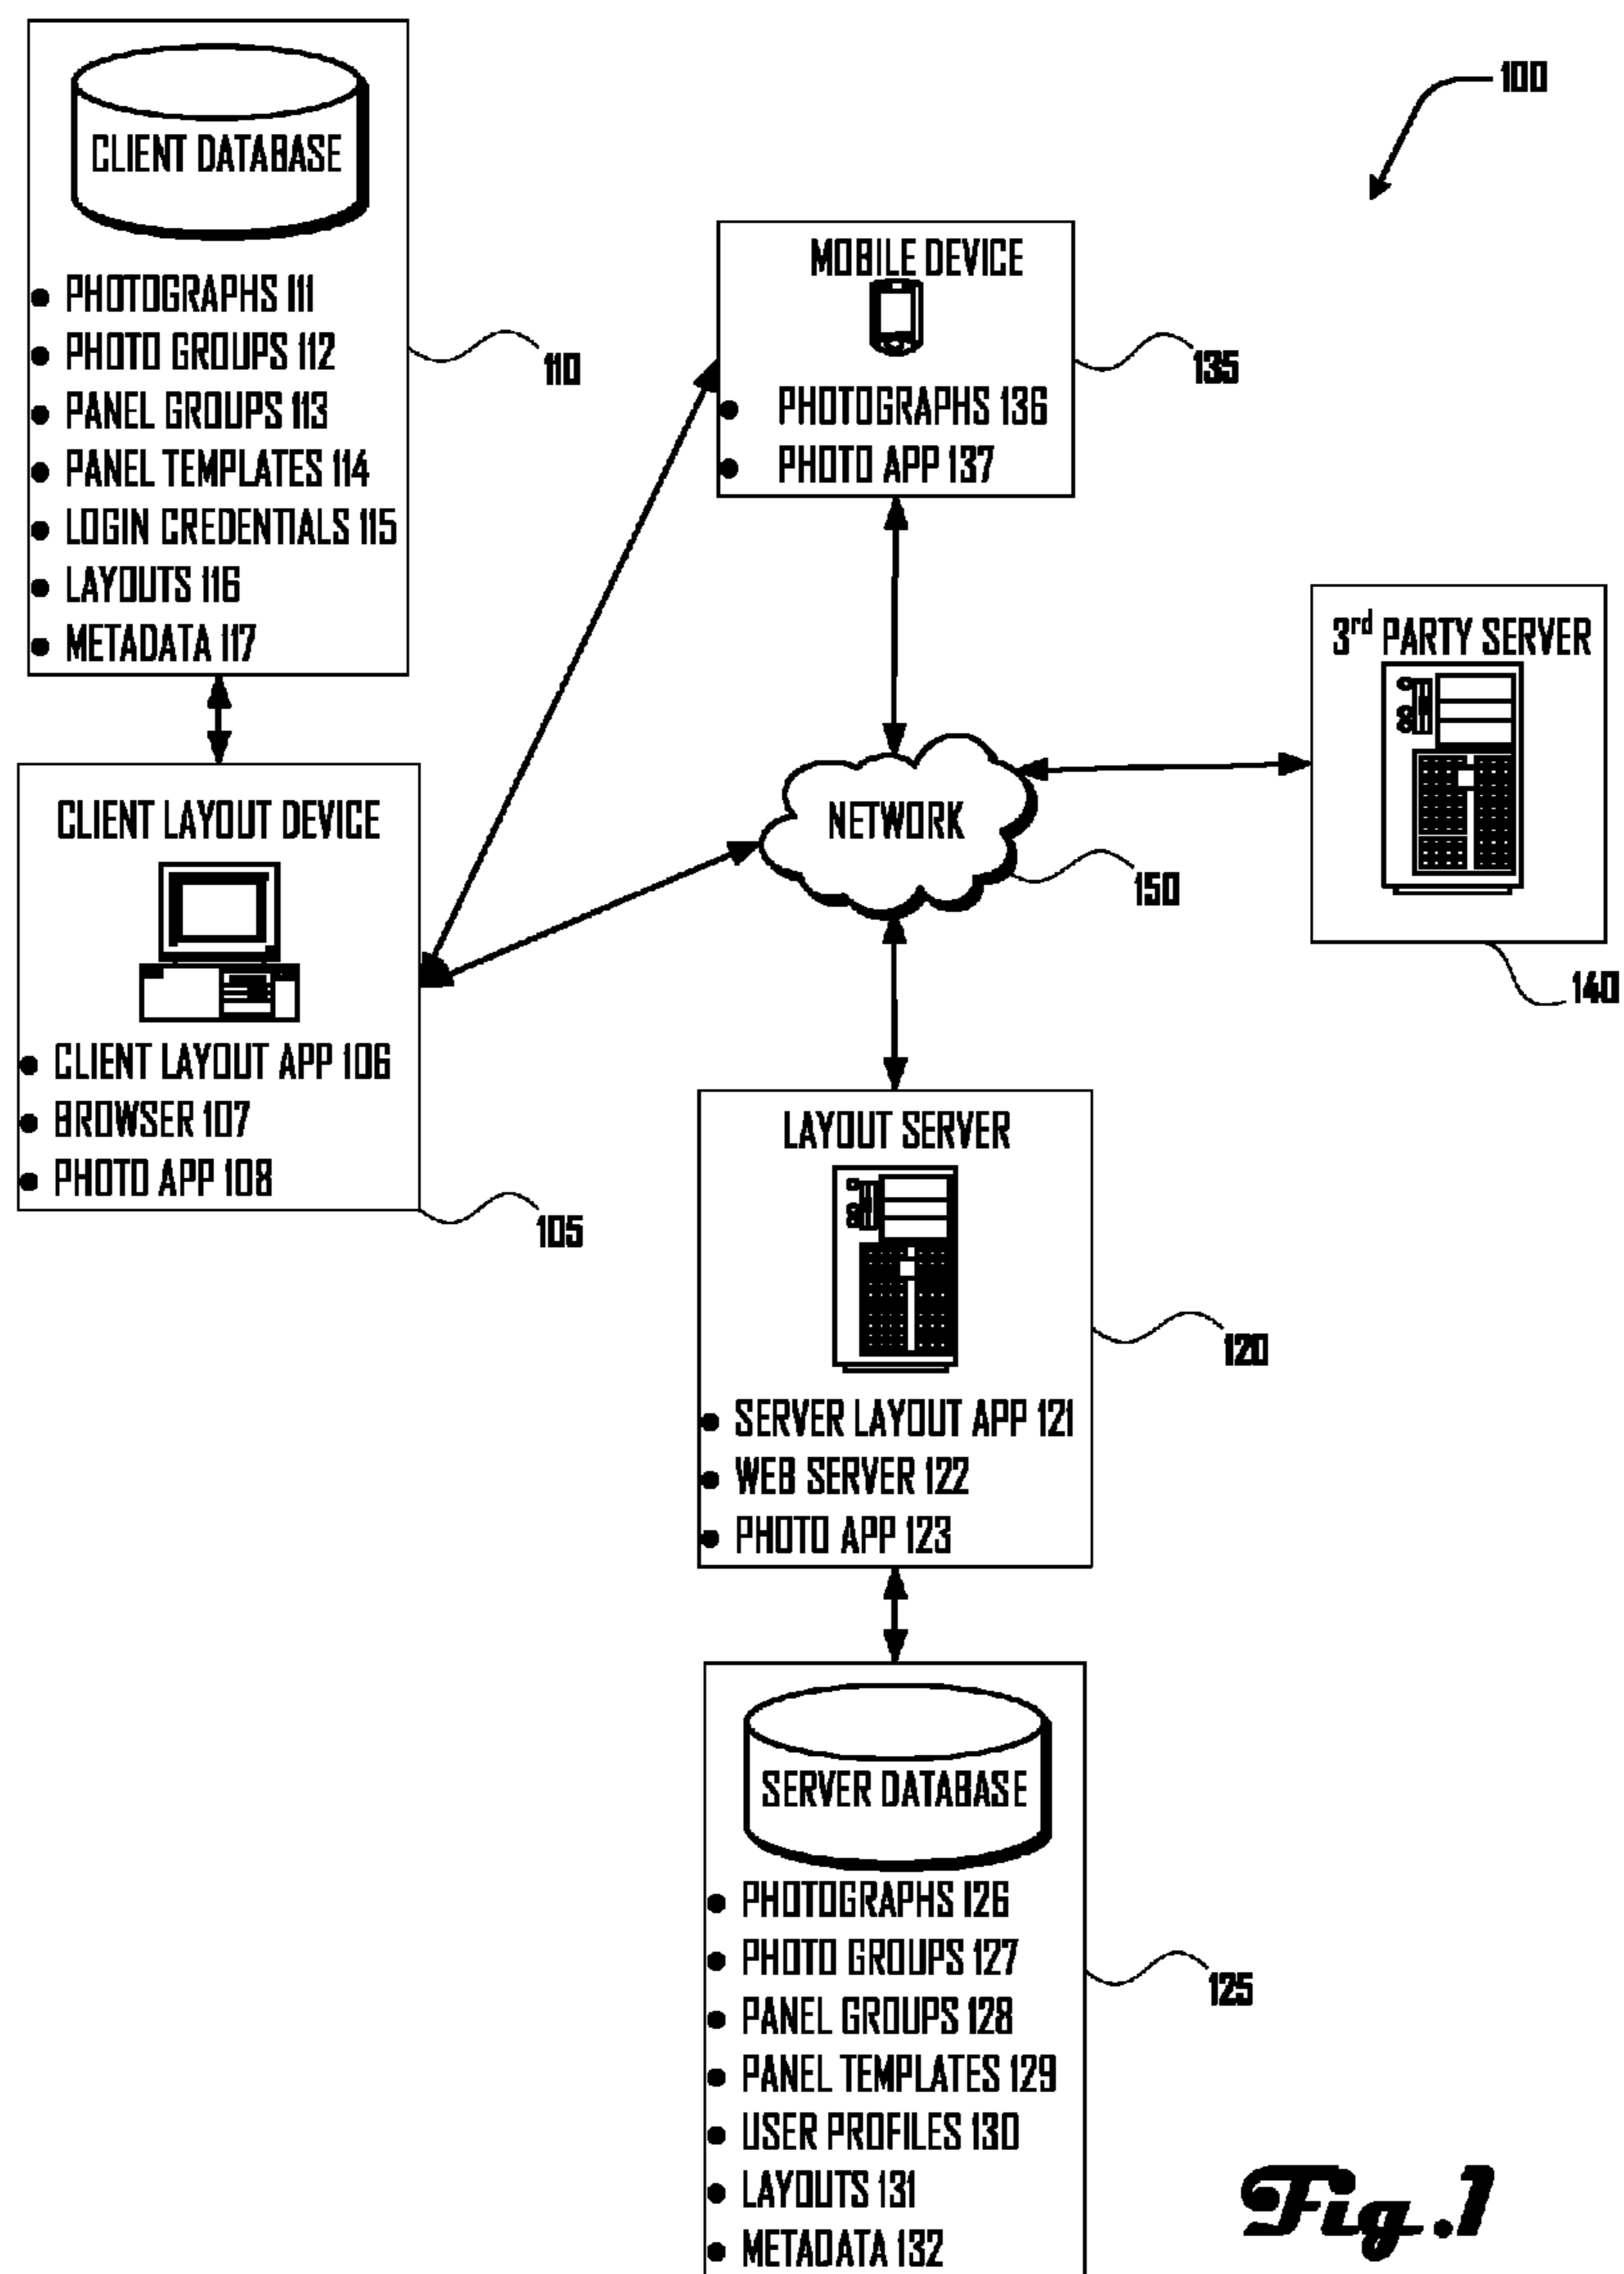 100
CLIENT DATABASE
• PHOTOGRAPHS 111
• PHOTO GROUPS 112
• PANEL GROUPS 113
• PANEL TEMPLATES 114
• LOGIN CREDENTIALS 115
• LAYOUTS 116
• METADATA 117
110
MOBILE DEVICE
• PHOTOGRAPHS 136
• PHOTO APP 137
135
3rd PARTY SERVER
140
CLIENT LAYOUT DEVICE
• CLIENT LAYOUT APP 106
• BROWSER 107
• PHOTO APP 108
105
NETWORK
150
LAYOUT SERVER
• SERVER LAYOUT APP 121
• WEB SERVER 122
• PHOTO APP 123
120
SERVER DATABASE
• PHOTOGRAPHS 126
• PHOTO GROUPS 127
• PANEL GROUPS 128
• PANEL TEMPLATES 129
• USER PROFILES 130
• LAYOUTS 131
• METADATA 132
125
Fig.1